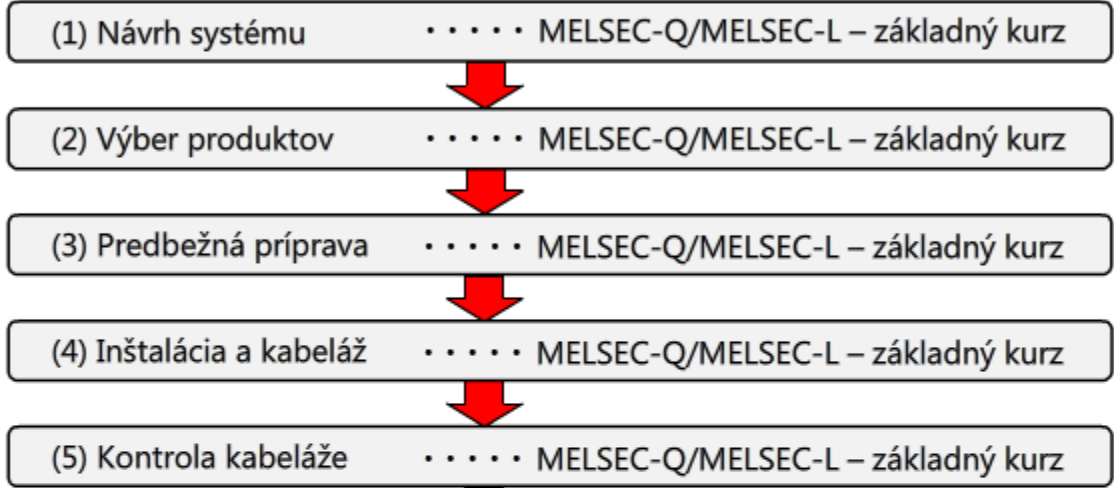 (1) Návrh systému ····· MELSEC-Q/MELSEC-L – základný kurz
(2) Výber produktov ····· MELSEC-Q/MELSEC-L – základný kurz
(3) Predbežná príprava ····· MELSEC-Q/MELSEC-L – základný kurz
(4) Inštalácia a kabeláž ····· MELSEC-Q/MELSEC-L – základný kurz
(5) Kontrola kabeláže ····· MELSEC-Q/MELSEC-L – základný kurz